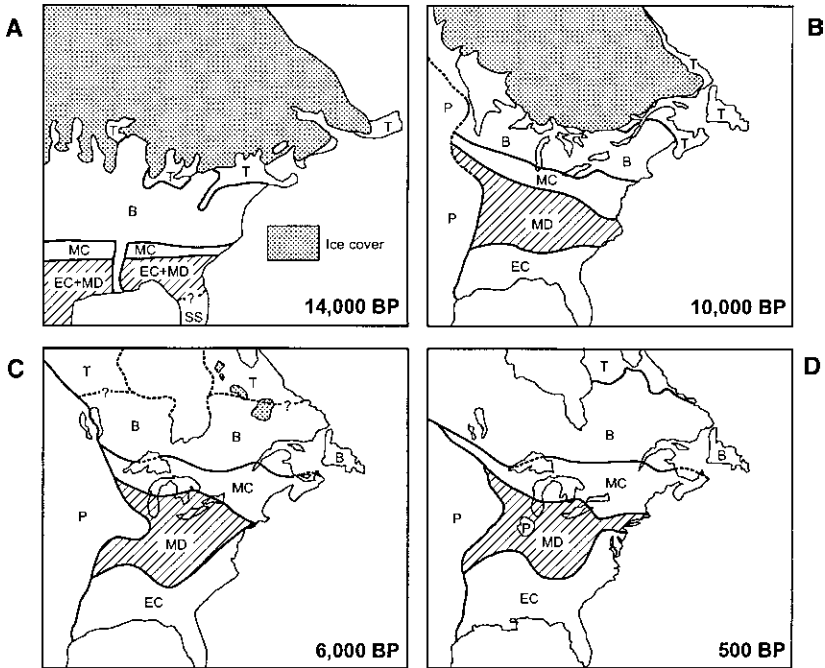 A
T
T
T
T
B
MC
MC
EC+MD
EC+MD
?
SS
Ice cover
14,000 BP
B
T
P
T
B
T
B
MC
P
MD
EC
10,000 BP
C
T
T
?
?
B
B
B
MC
P
MD
EC
6,000 BP
D
T
B
B
MC
P
P
MD
EC
500 BP